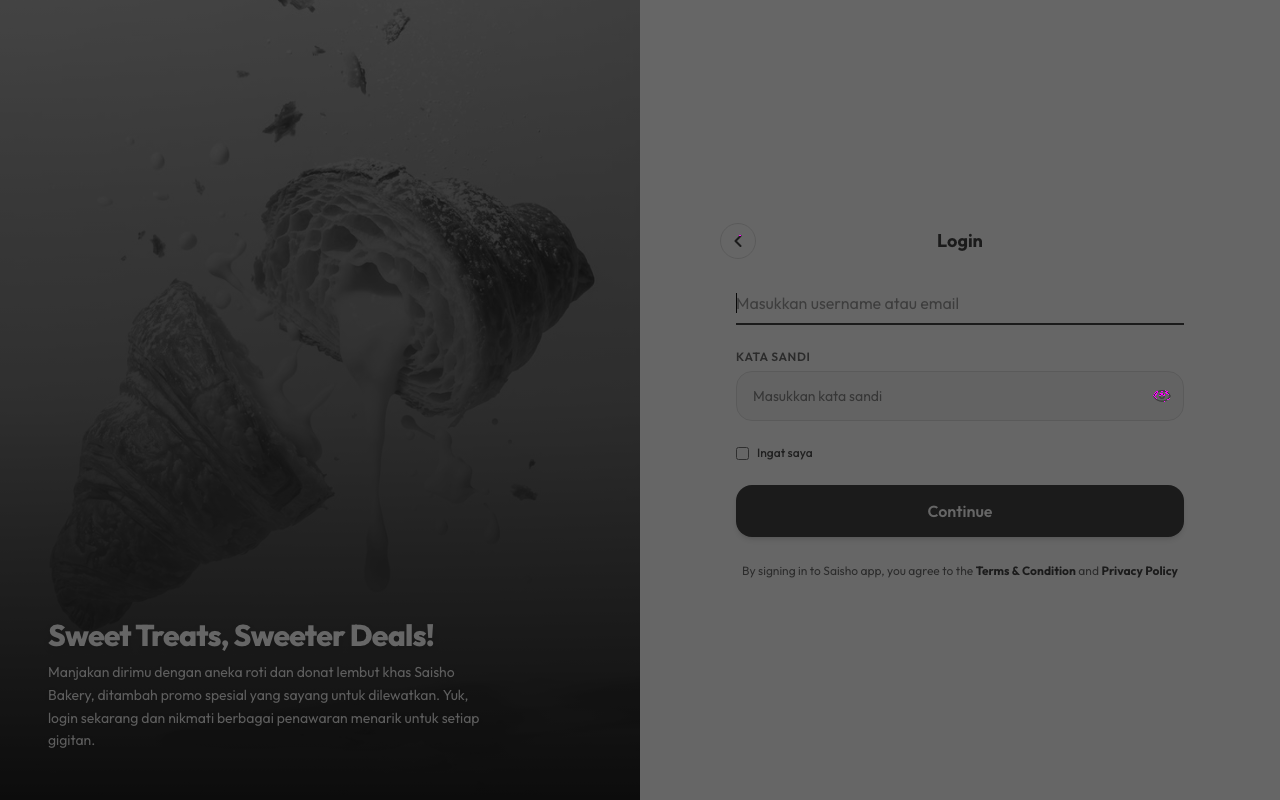 Login
Masukkan username atau email
KATA SANDI
Masukkan kata sandi
Ingat saya
Continue
By signing in to Saisho app, you agree to the Terms & Condition and Privacy Policy
Sweet Treats, Sweeter Deals!
Manjakan dirimu dengan aneka roti dan donat lembut khas Saisho
Bakery, ditambah promo spesial yang sayang untuk dilewatkan. Yuk,
login sekarang dan nikmati berbagai penawaran menarik untuk setiap
gigitan.